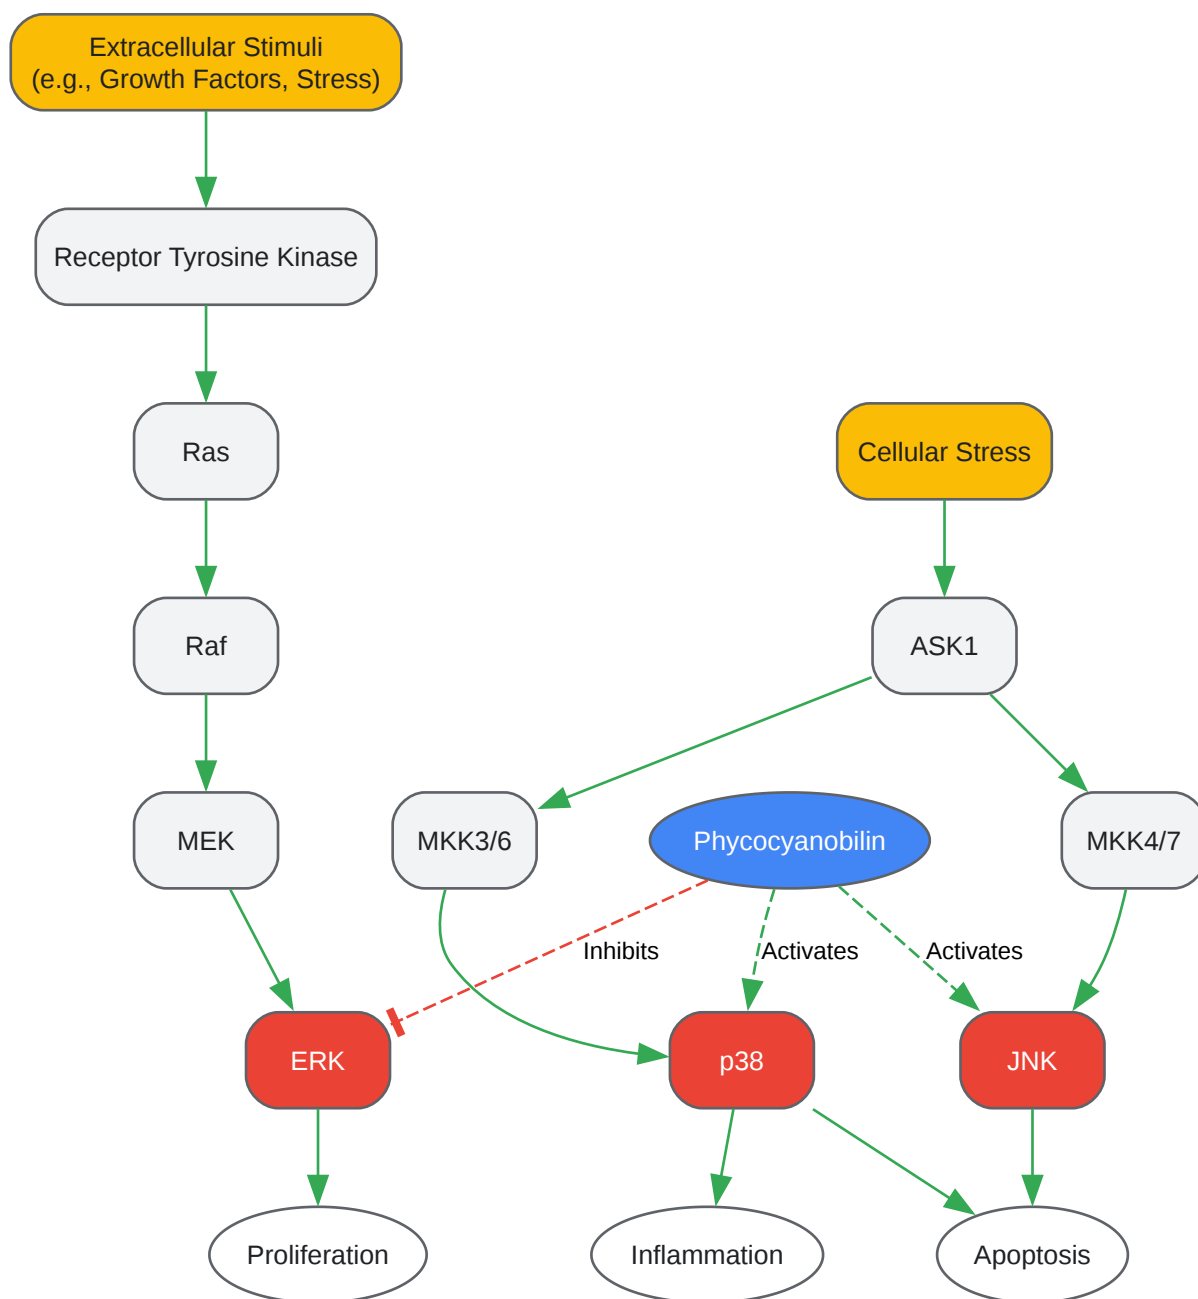 Extracellular Stimuli
(e.g., Growth Factors, Stress)
Receptor Tyrosine Kinase
Ras
Cellular Stress
Raf
ASK1
MEK
MKK3/6
Phycocyanobilin
MKK4/7
Inhibits
Activates
Activates
ERK
p38
JNK
Proliferation
Inflammation
Apoptosis